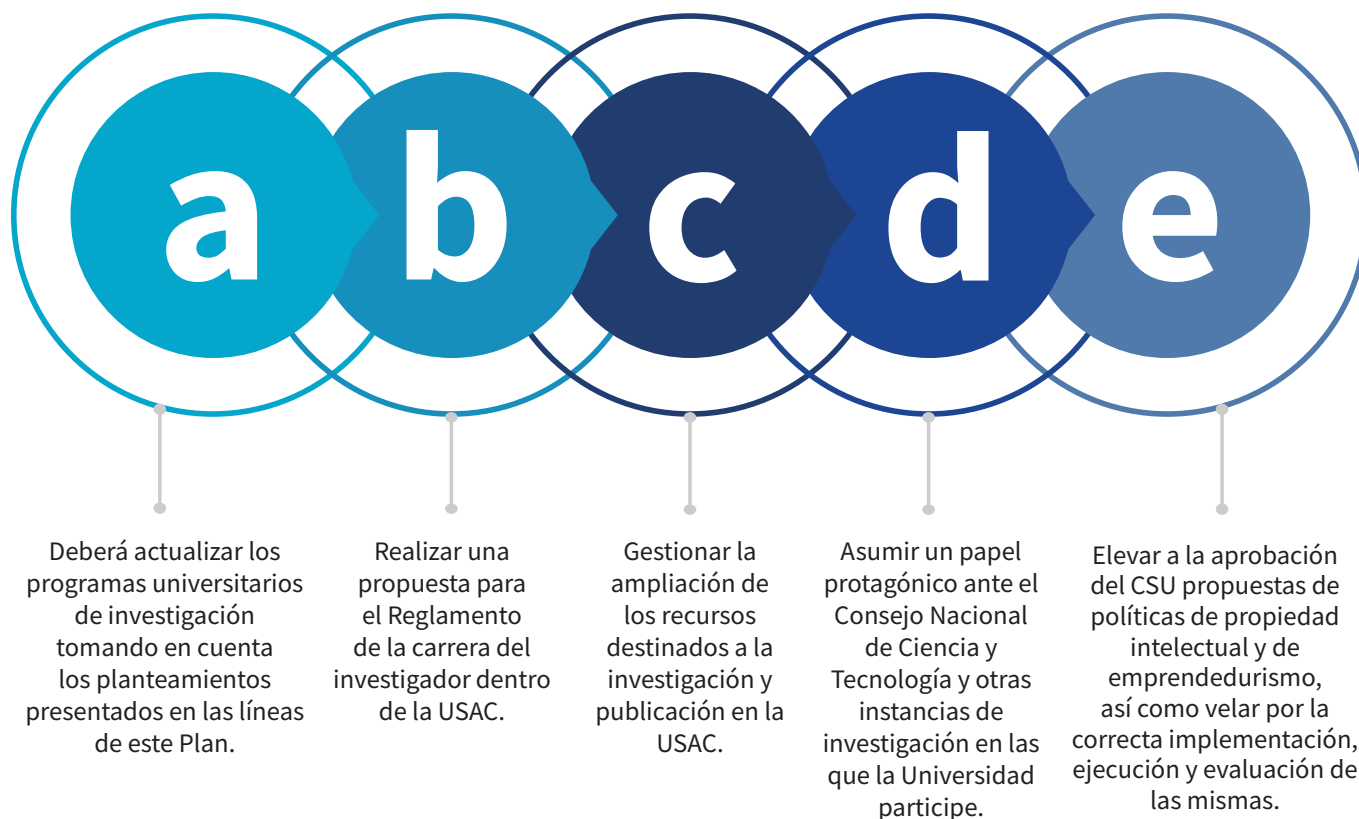 a
b
c
d
e
Deberá actualizar los
programas universitarios
de investigación
tomando en cuenta
los planteamientos
presentados en las líneas
de este Plan.
Realizar una
propuesta para
el Reglamento
de la carrera del
investigador dentro
de la USAC.
Gestionar la
ampliación de
los recursos
destinados a la
investigación y
publicación en la
USAC.
Asumir un papel
protagónico ante el
Consejo Nacional
de Ciencia y
Tecnología y otras
instancias de
investigación en las
que la Universidad
participe.
Elevar a la aprobación
del CSU propuestas de
políticas de propiedad
intelectual y de
emprendedurismo,
así como velar por la
correcta implementación,
ejecución y evaluación de
las mismas.